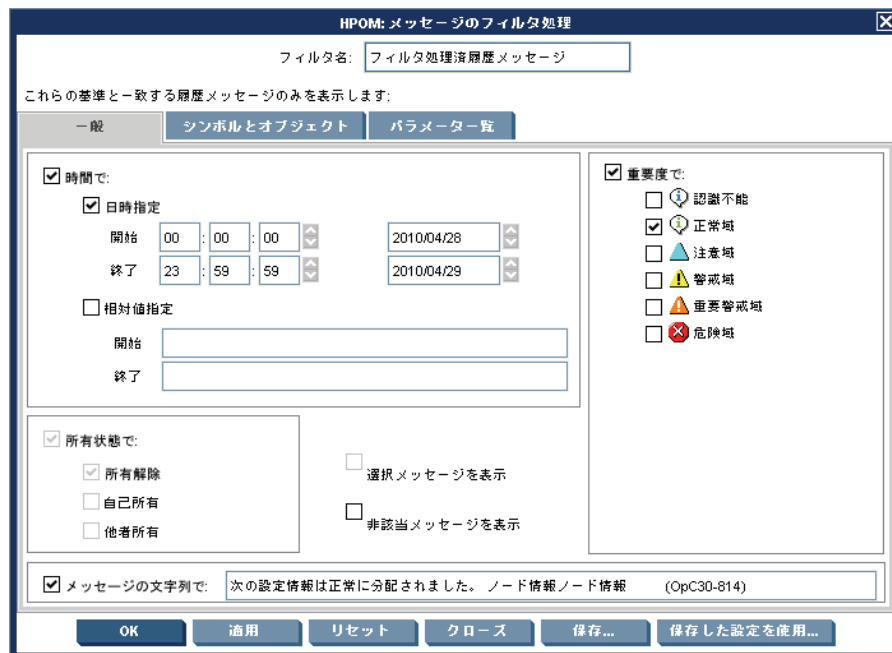 HPOM: メッセージのフィルタ処理
フィルタ名: フィルタ処理済履歴メッセージ
これらの基準と一致する履歴メッセージのみを表示します:
一般 シンボルとオブジェクト パラメータ一覧
時間で:
日時指定
開始 00 : 00 : 00 2010/04/28
終了 23 : 59 : 59 2010/04/29
相対値指定
開始
終了
重要度で:
認識不能
正常域
注意域
警戒域
重要警戒域
危険域
所有状態で:
所有解除
自己所有
他者所有
選択メッセージを表示
非該当メッセージを表示
メッセージの文字列で: 次の設定情報は正常に分配されました。 ノード情報ノード情報 (OpC30-814)
OK 適用 リセット クローズ 保存... 保存した設定を使用...